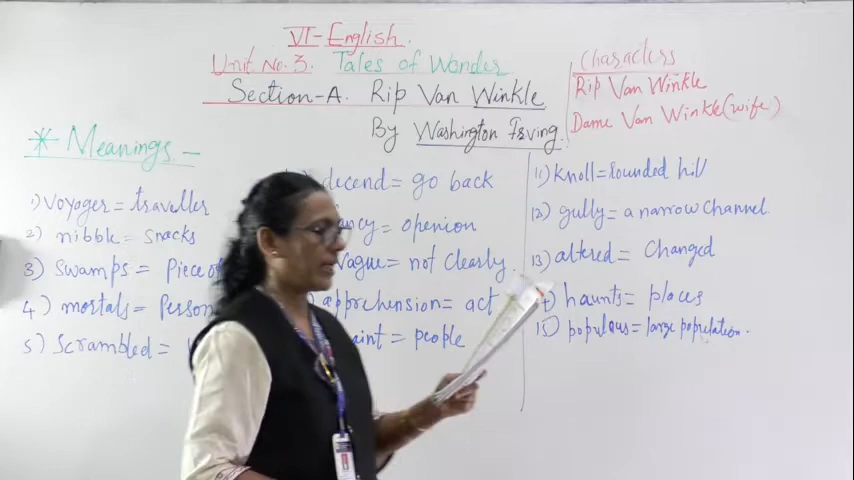 VI-English.
Unit No. 3. Tales of Wonder
Section-A. Rip Van Winkle
By Washington Irving.
Characters
Rip Van Winkle
Dame Van Winkle (wife)
* Meanings. -
1) Voyager = traveller
2) nibble = snacks
3) Swamps = Piece of
4) mortals = Person
5) Scrambled =
decend = go back
= openion
Vague = not clearly.
apprehension = act
= people
11) Knoll = rounded hill
12) gully = a narrow channel.
13) altered = Changed
haunts = places
15) populous = large population.